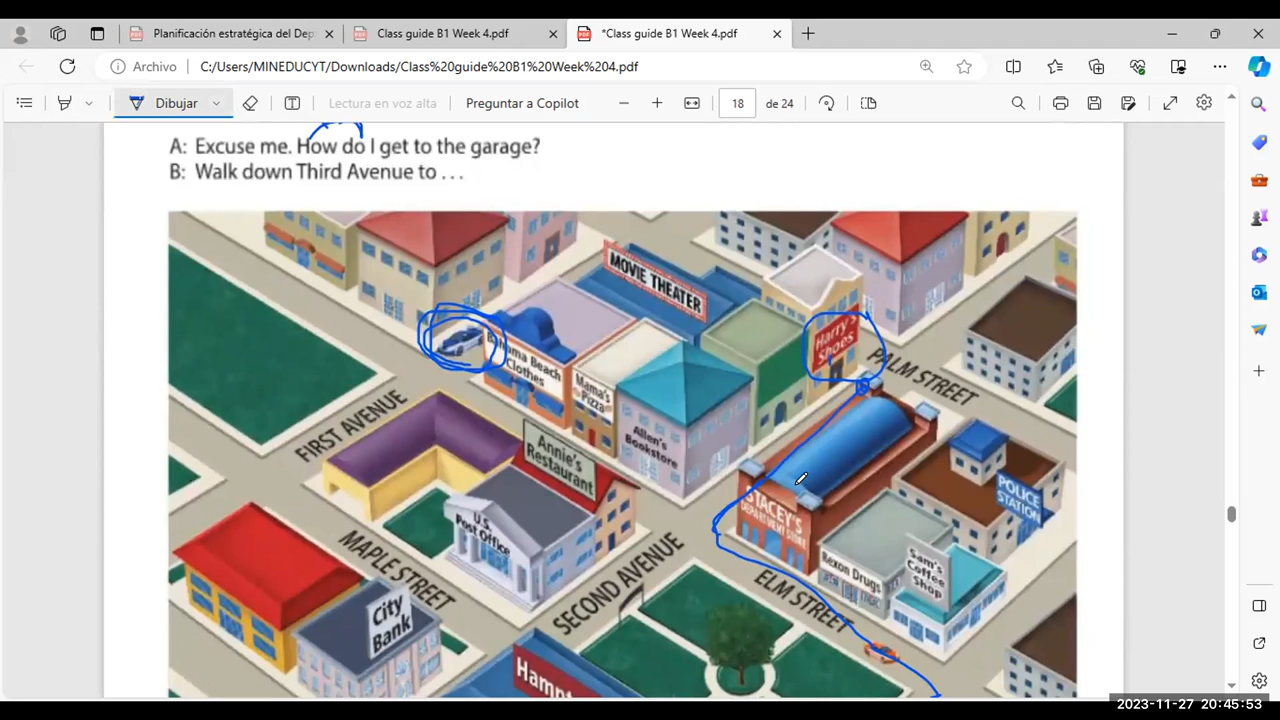 Planificación estratégica del Dep
Class guide B1 Week 4.pdf
*Class guide B1 Week 4.pdf
Archivo
C:/Users/MINEDUCYT/Downloads/Class%20guide%20B1%20Week%204.pdf
Dibujar
Lectura en voz alta
Preguntar a Copilot
18
de 24
A: Excuse me. How do I get to the garage?
B: Walk down Third Avenue to . . .
MOVIE THEATER
Harry's
Shoes
PALM STREET
Bahama Beach
Clothes
Mama's
Pizza
Allen's
Bookstore
FIRST AVENUE
Annie's
Restaurant
U.S.
Post Office
STACEY'S
DEPARTMENT STORE
POLICE
STATION
Rexon Drugs
Sam's
Coffee
Shop
MAPLE STREET
SECOND AVENUE
ELM STREET
City
Bank
Hampt
2023-11-27 20:45:53